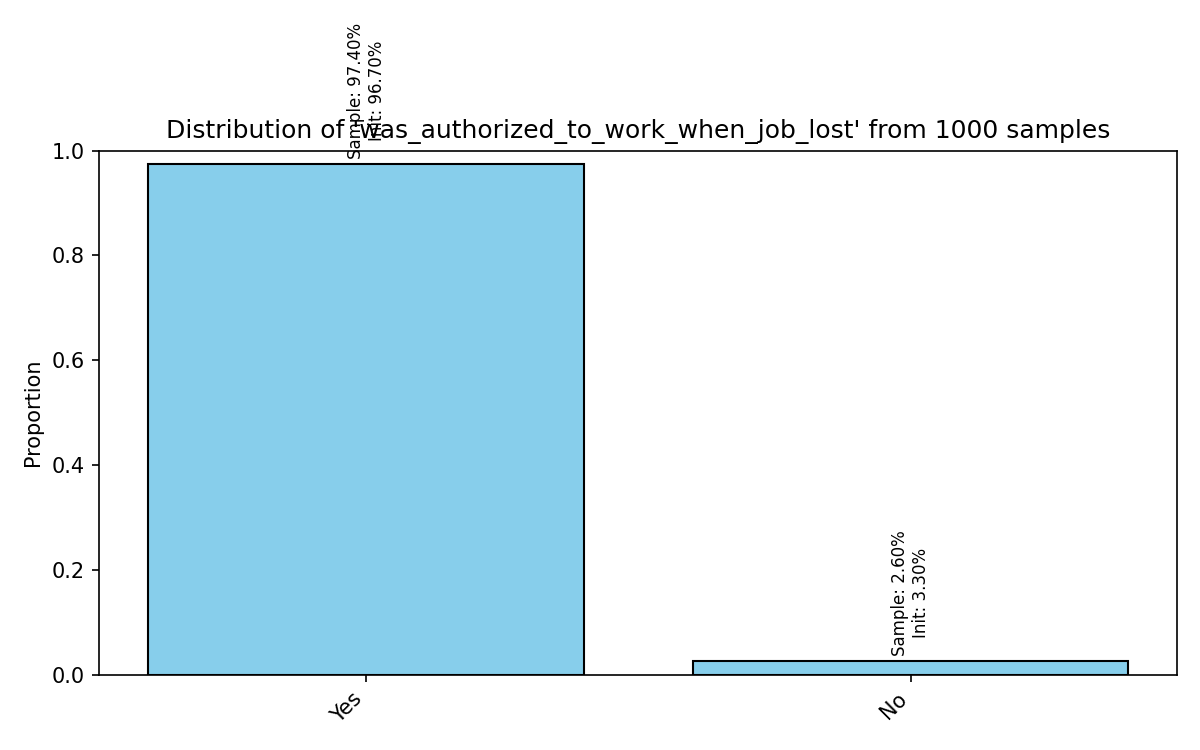 Sample: 97.40%
Init: 96.70%
Distribution of 'was_authorized_to_work_when_job_lost' from 1000 samples
1.0
0.8
0.6
0.4
0.2
0.0
Proportion
Sample: 2.60%
Init: 3.30%
Yes
No